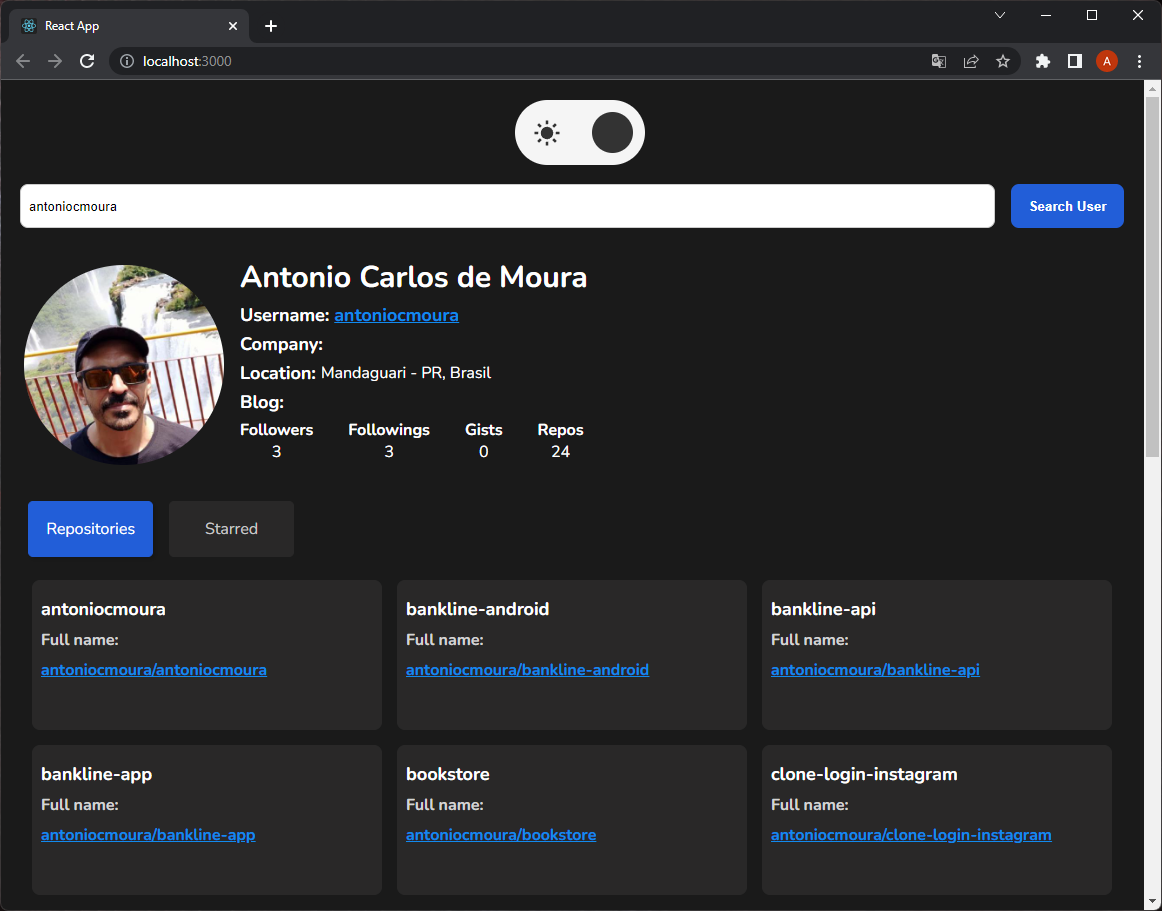 React App
localhost:3000
A
antoniocmoura
Search User
Antonio Carlos de Moura
Username: antoniocmoura
Company:
Location: Mandaguari - PR, Brasil
Blog:
Followers Followings Gists Repos
3 3 0 24
Repositories Starred
antoniocmoura
Full name:
antoniocmoura/antoniocmoura
bankline-android
Full name:
antoniocmoura/bankline-android
bankline-api
Full name:
antoniocmoura/bankline-api
bankline-app
Full name:
antoniocmoura/bankline-app
bookstore
Full name:
antoniocmoura/bookstore
clone-login-instagram
Full name:
antoniocmoura/clone-login-instagram